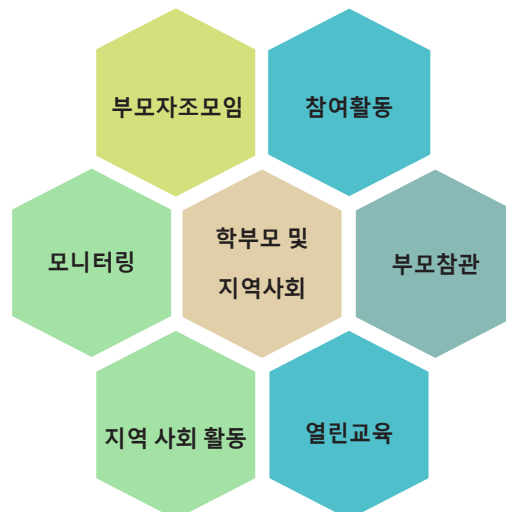 부모자조모임
참여활동
모니터링
학부모 및
지역사회
부모참관
지역 사회 활동
열린교육